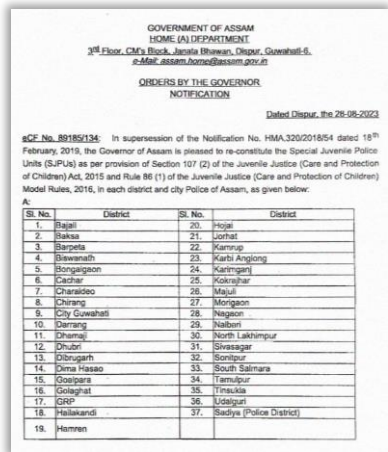 GOVERNMENT OF ASSAM
HOME (A) DEPARTMENT
3rd Floor, CM's Block, Janata Bhawan, Dispur, Guwahati-6.
e-Mail: assam.home@assam.gov.in
ORDERS BY THE GOVERNOR
NOTIFICATION
Dated Dispur, the 26-08-2023
eCF No. 89185/134: In supersession of the Notification No. HMA.320/2018/54 dated 18th
February, 2019, the Governor of Assam is pleased to re-constitute the Special Juvenile Police
Units (SJPUs) as per provision of Section 107 (2) of the Juvenile Justice (Care and Protection
of Children) Act, 2015 and Rule 86 (1) of the Juvenile Justice (Care and Protection of Children)
Model Rules, 2016, in each district and city Police of Assam, as given below:
A:
Sl. No. District Sl. No. District
1. Bajali 20. Hojai
2. Baksa 21. Jorhat
3. Barpeta 22. Kamrup
4. Biswanath 23. Karbi Anglong
5. Bongaigaon 24. Karimganj
6. Cachar 25. Kokrajhar
7. Charaideo 26. Majuli
8. Chirang 27. Morigaon
9. City Guwahati 28. Nagaon
10. Darrang 29. Nalbari
11. Dhemaji 30. North Lakhimpur
12. Dhubri 31. Sivasagar
13. Dibrugarh 32. Sonitpur
14. Dima Hasao 33. South Salmara
15. Goalpara 34. Tamulpur
16. Golaghat 35. Tinsukia
17. GRP 36. Udalguri
18. Hailakandi 37. Sadiya (Police District)
19. Hamren